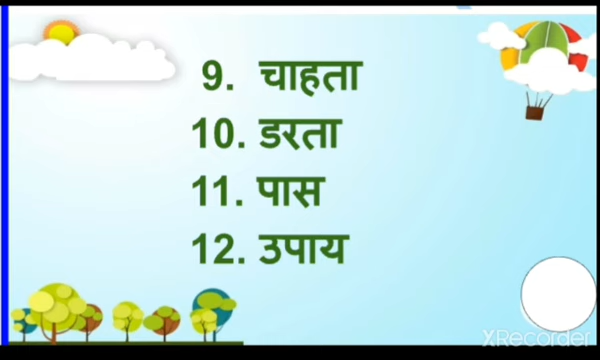 9. चाहता
10. डरता
11. पास
12. उपाय
XRecorder